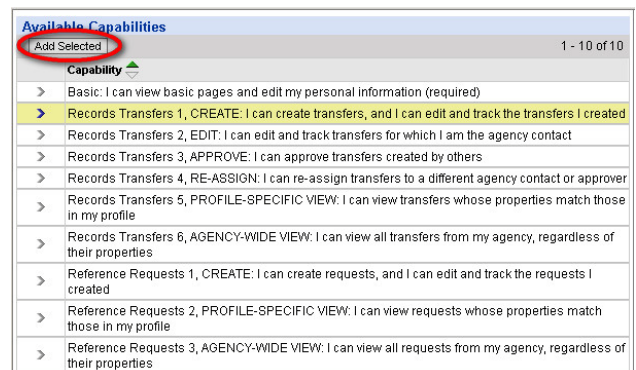 Available Capabilities
Add Selected 1 - 10 of 10
Capability
Basic: I can view basic pages and edit my personal information (required)
Records Transfers 1, CREATE: I can create transfers, and I can edit and track the transfers I created
Records Transfers 2, EDIT: I can edit and track transfers for which I am the agency contact
Records Transfers 3, APPROVE: I can approve transfers created by others
Records Transfers 4, RE-ASSIGN: I can re-assign transfers to a different agency contact or approver
Records Transfers 5, PROFILE-SPECIFIC VIEW: I can view transfers whose properties match those
in my profile
Records Transfers 6, AGENCY-WIDE VIEW: I can view all transfers from my agency, regardless of
their properties
Reference Requests 1, CREATE: I can create requests, and I can edit and track the requests I
created
Reference Requests 2, PROFILE-SPECIFIC VIEW: I can view requests whose properties match
those in my profile
Reference Requests 3, AGENCY-WIDE VIEW: I can view all requests from my agency, regardless of
their properties